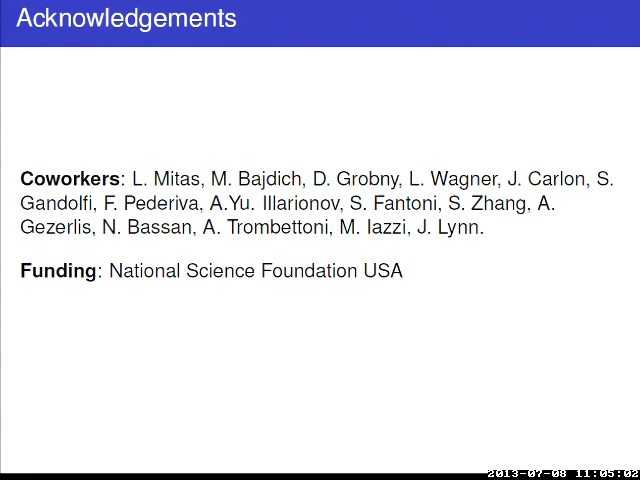 Acknowledgements
Coworkers: L. Mitas, M. Bajdich, D. Grobny, L. Wagner, J. Carlon, S.
Gandolfi, F. Pederiva, A.Yu. Illarionov, S. Fantoni, S. Zhang, A.
Gezerlis, N. Bassan, A. Trombettoni, M. Iazzi, J. Lynn.
Funding: National Science Foundation USA
2013-07-08 11:05:02